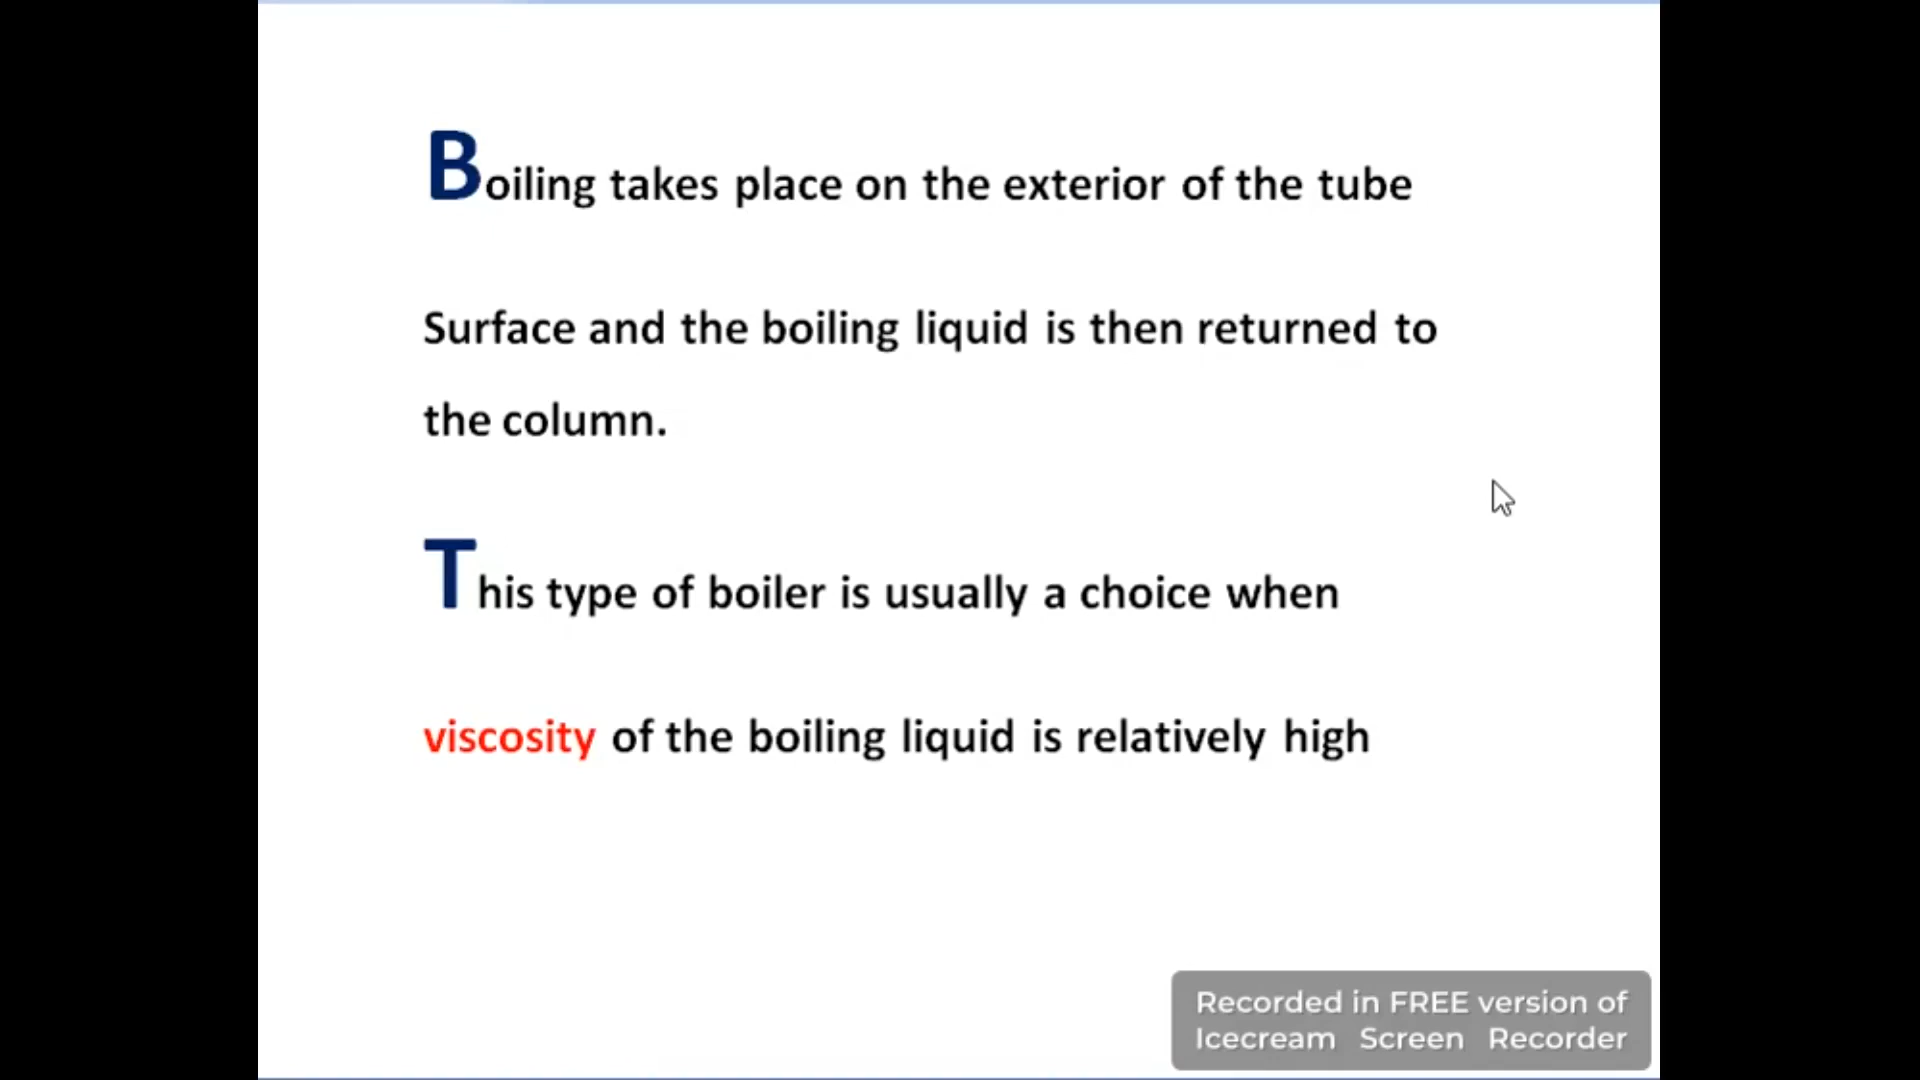 Boiling takes place on the exterior of the tube
Surface and the boiling liquid is then returned to
the column.
This type of boiler is usually a choice when
viscosity of the boiling liquid is relatively high
Recorded in FREE version of
Icecream Screen Recorder